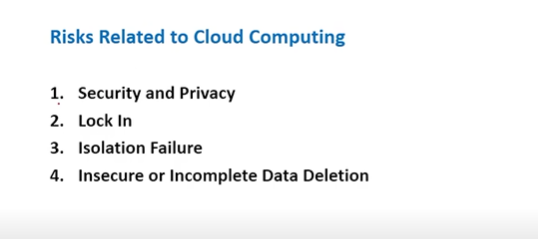 Risks Related to Cloud Computing
1. Security and Privacy
2. Lock In
3. Isolation Failure
4. Insecure or Incomplete Data Deletion